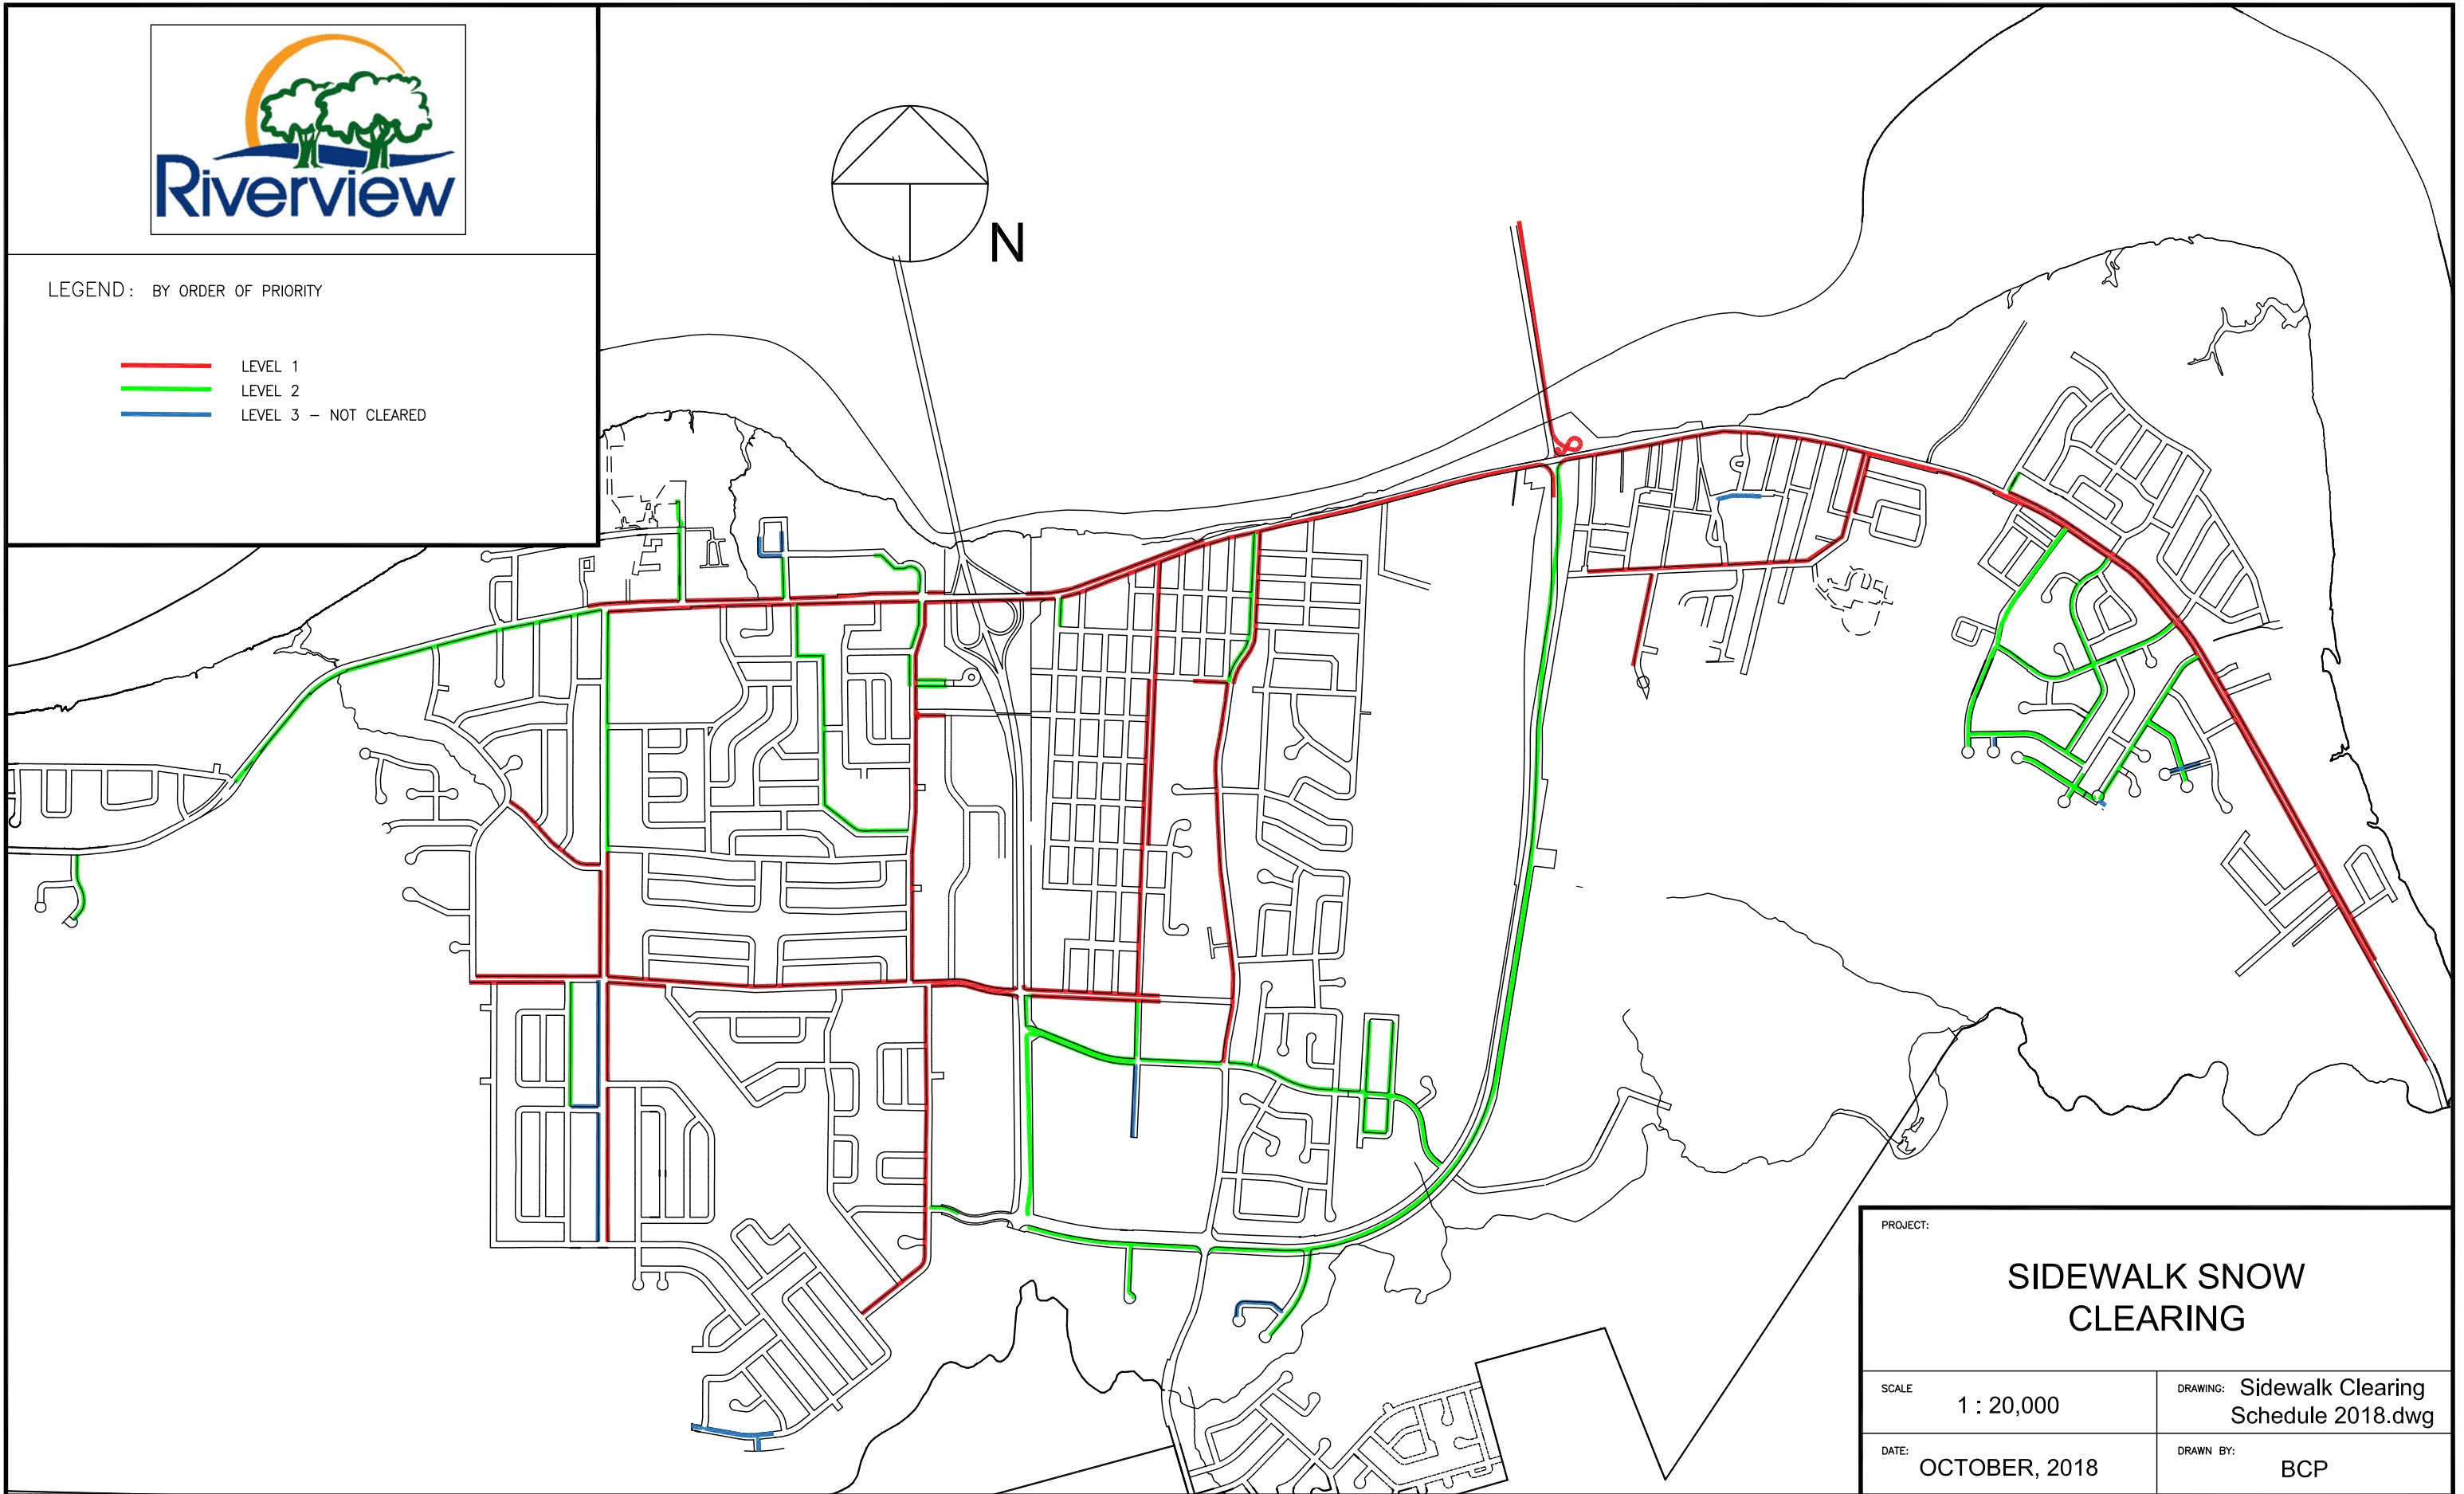 Riverview
N
LEGEND: BY ORDER OF PRIORITY
LEVEL 1
LEVEL 2
LEVEL 3 – NOT CLEARED
PROJECT:
SIDEWALK SNOW
CLEARING
SCALE
1 : 20,000
DRAWING: Sidewalk Clearing
Schedule 2018.dwg
DATE:
OCTOBER, 2018
DRAWN BY:
BCP